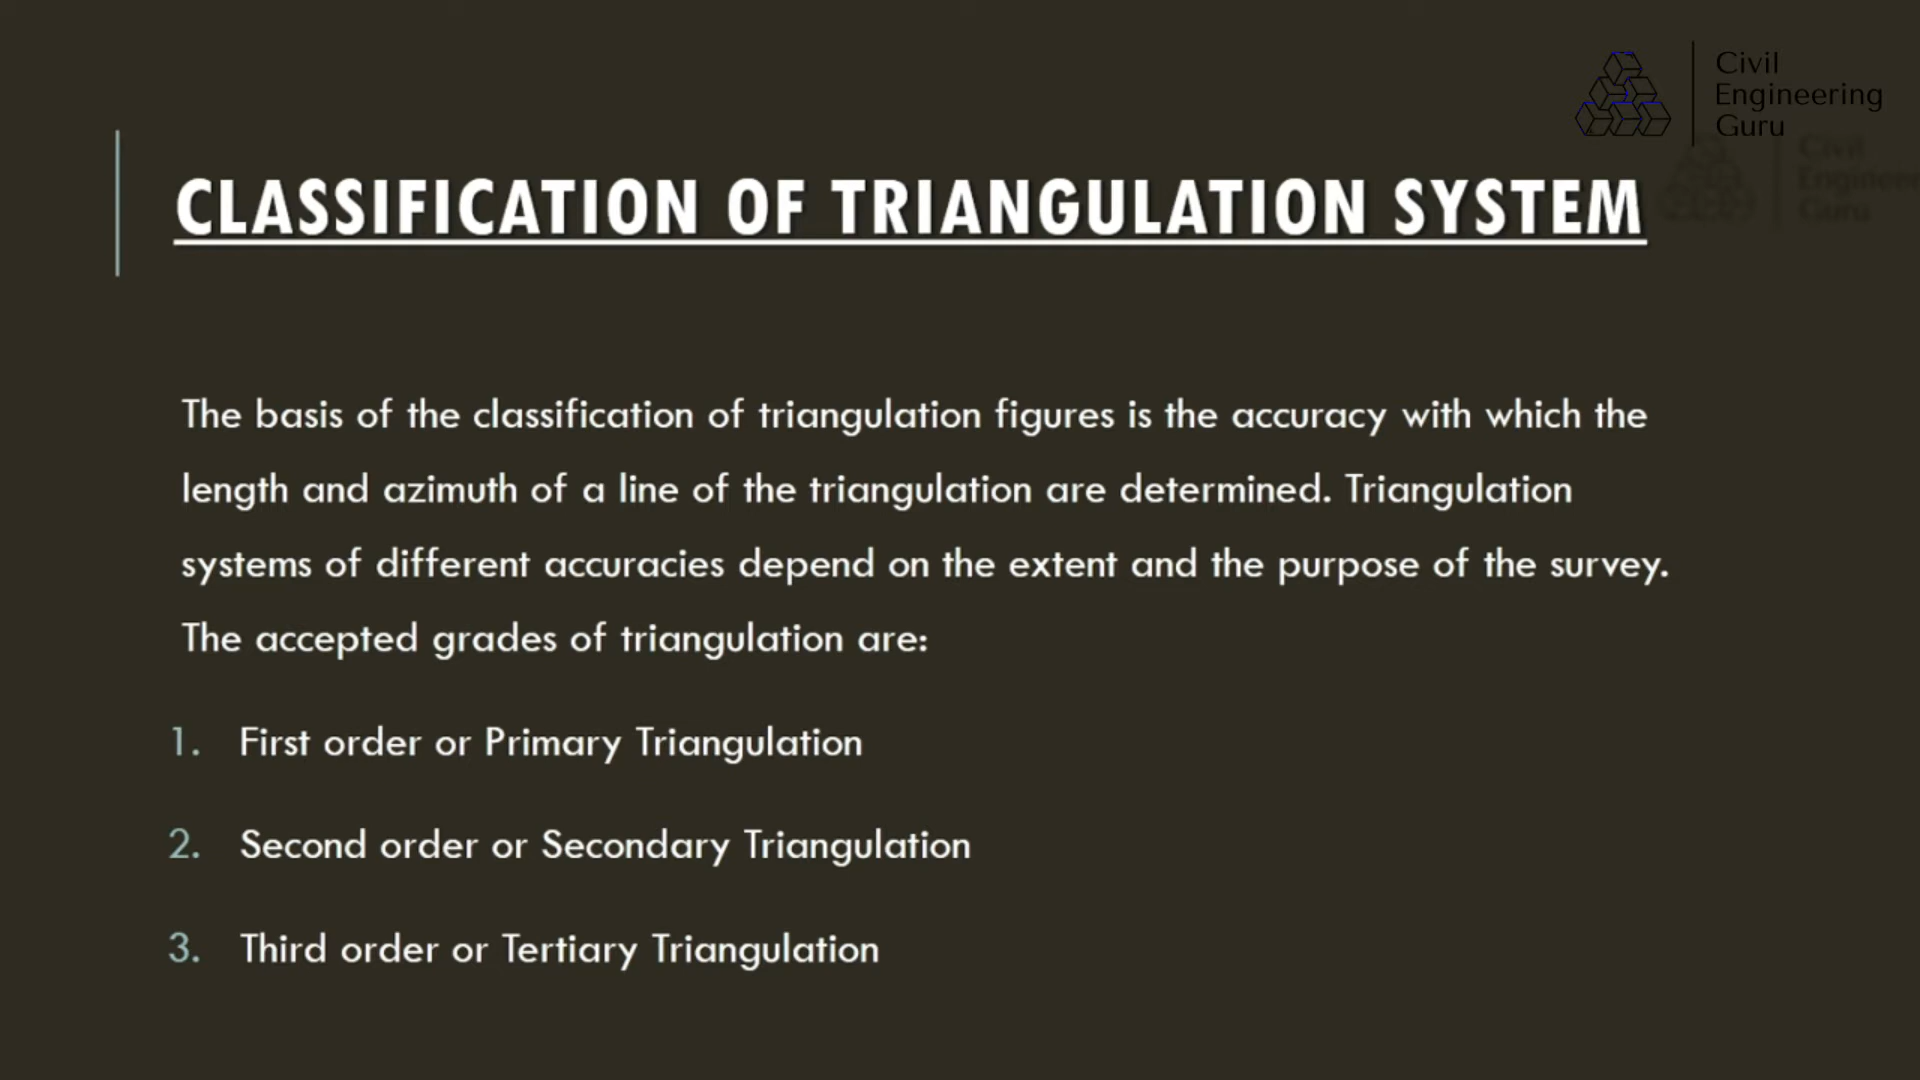 Civil
Engineering
Guru
CLASSIFICATION OF TRIANGULATION SYSTEM
The basis of the classification of triangulation figures is the accuracy with which the
length and azimuth of a line of the triangulation are determined. Triangulation
systems of different accuracies depend on the extent and the purpose of the survey.
The accepted grades of triangulation are:
1. First order or Primary Triangulation
2. Second order or Secondary Triangulation
3. Third order or Tertiary Triangulation